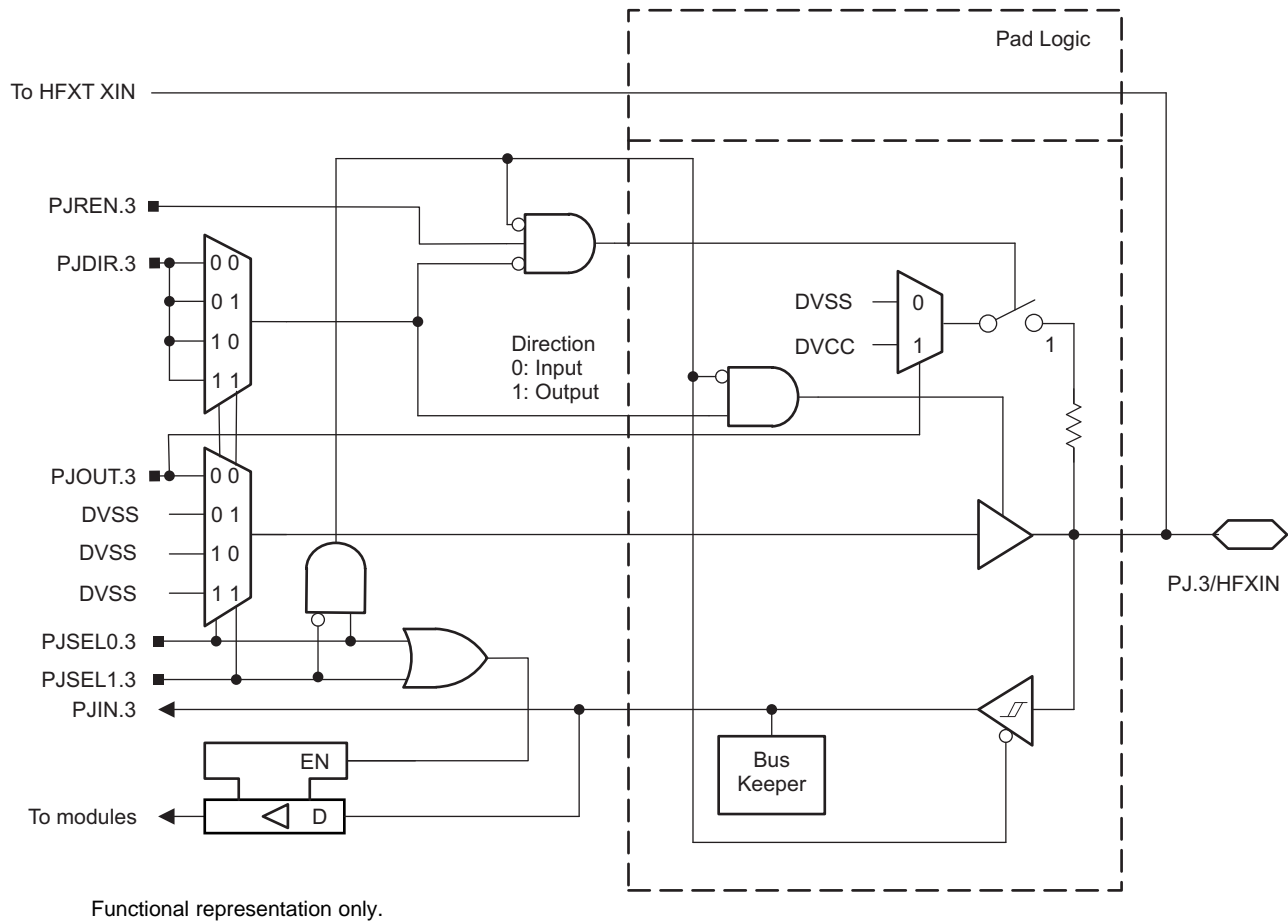 Pad Logic
To HFXT XIN
PJREN.3
PJDIR.3
0 0
0 1
1 0
1 1
DVSS
0
DVCC
1
1
Direction
0: Input
1: Output
PJOUT.3
0 0
DVSS
0 1
DVSS
1 0
DVSS
1 1
PJ.3/HFXIN
PJSEL0.3
PJSEL1.3
PJIN.3
EN
Bus
Keeper
To modules
D
Functional representation only.